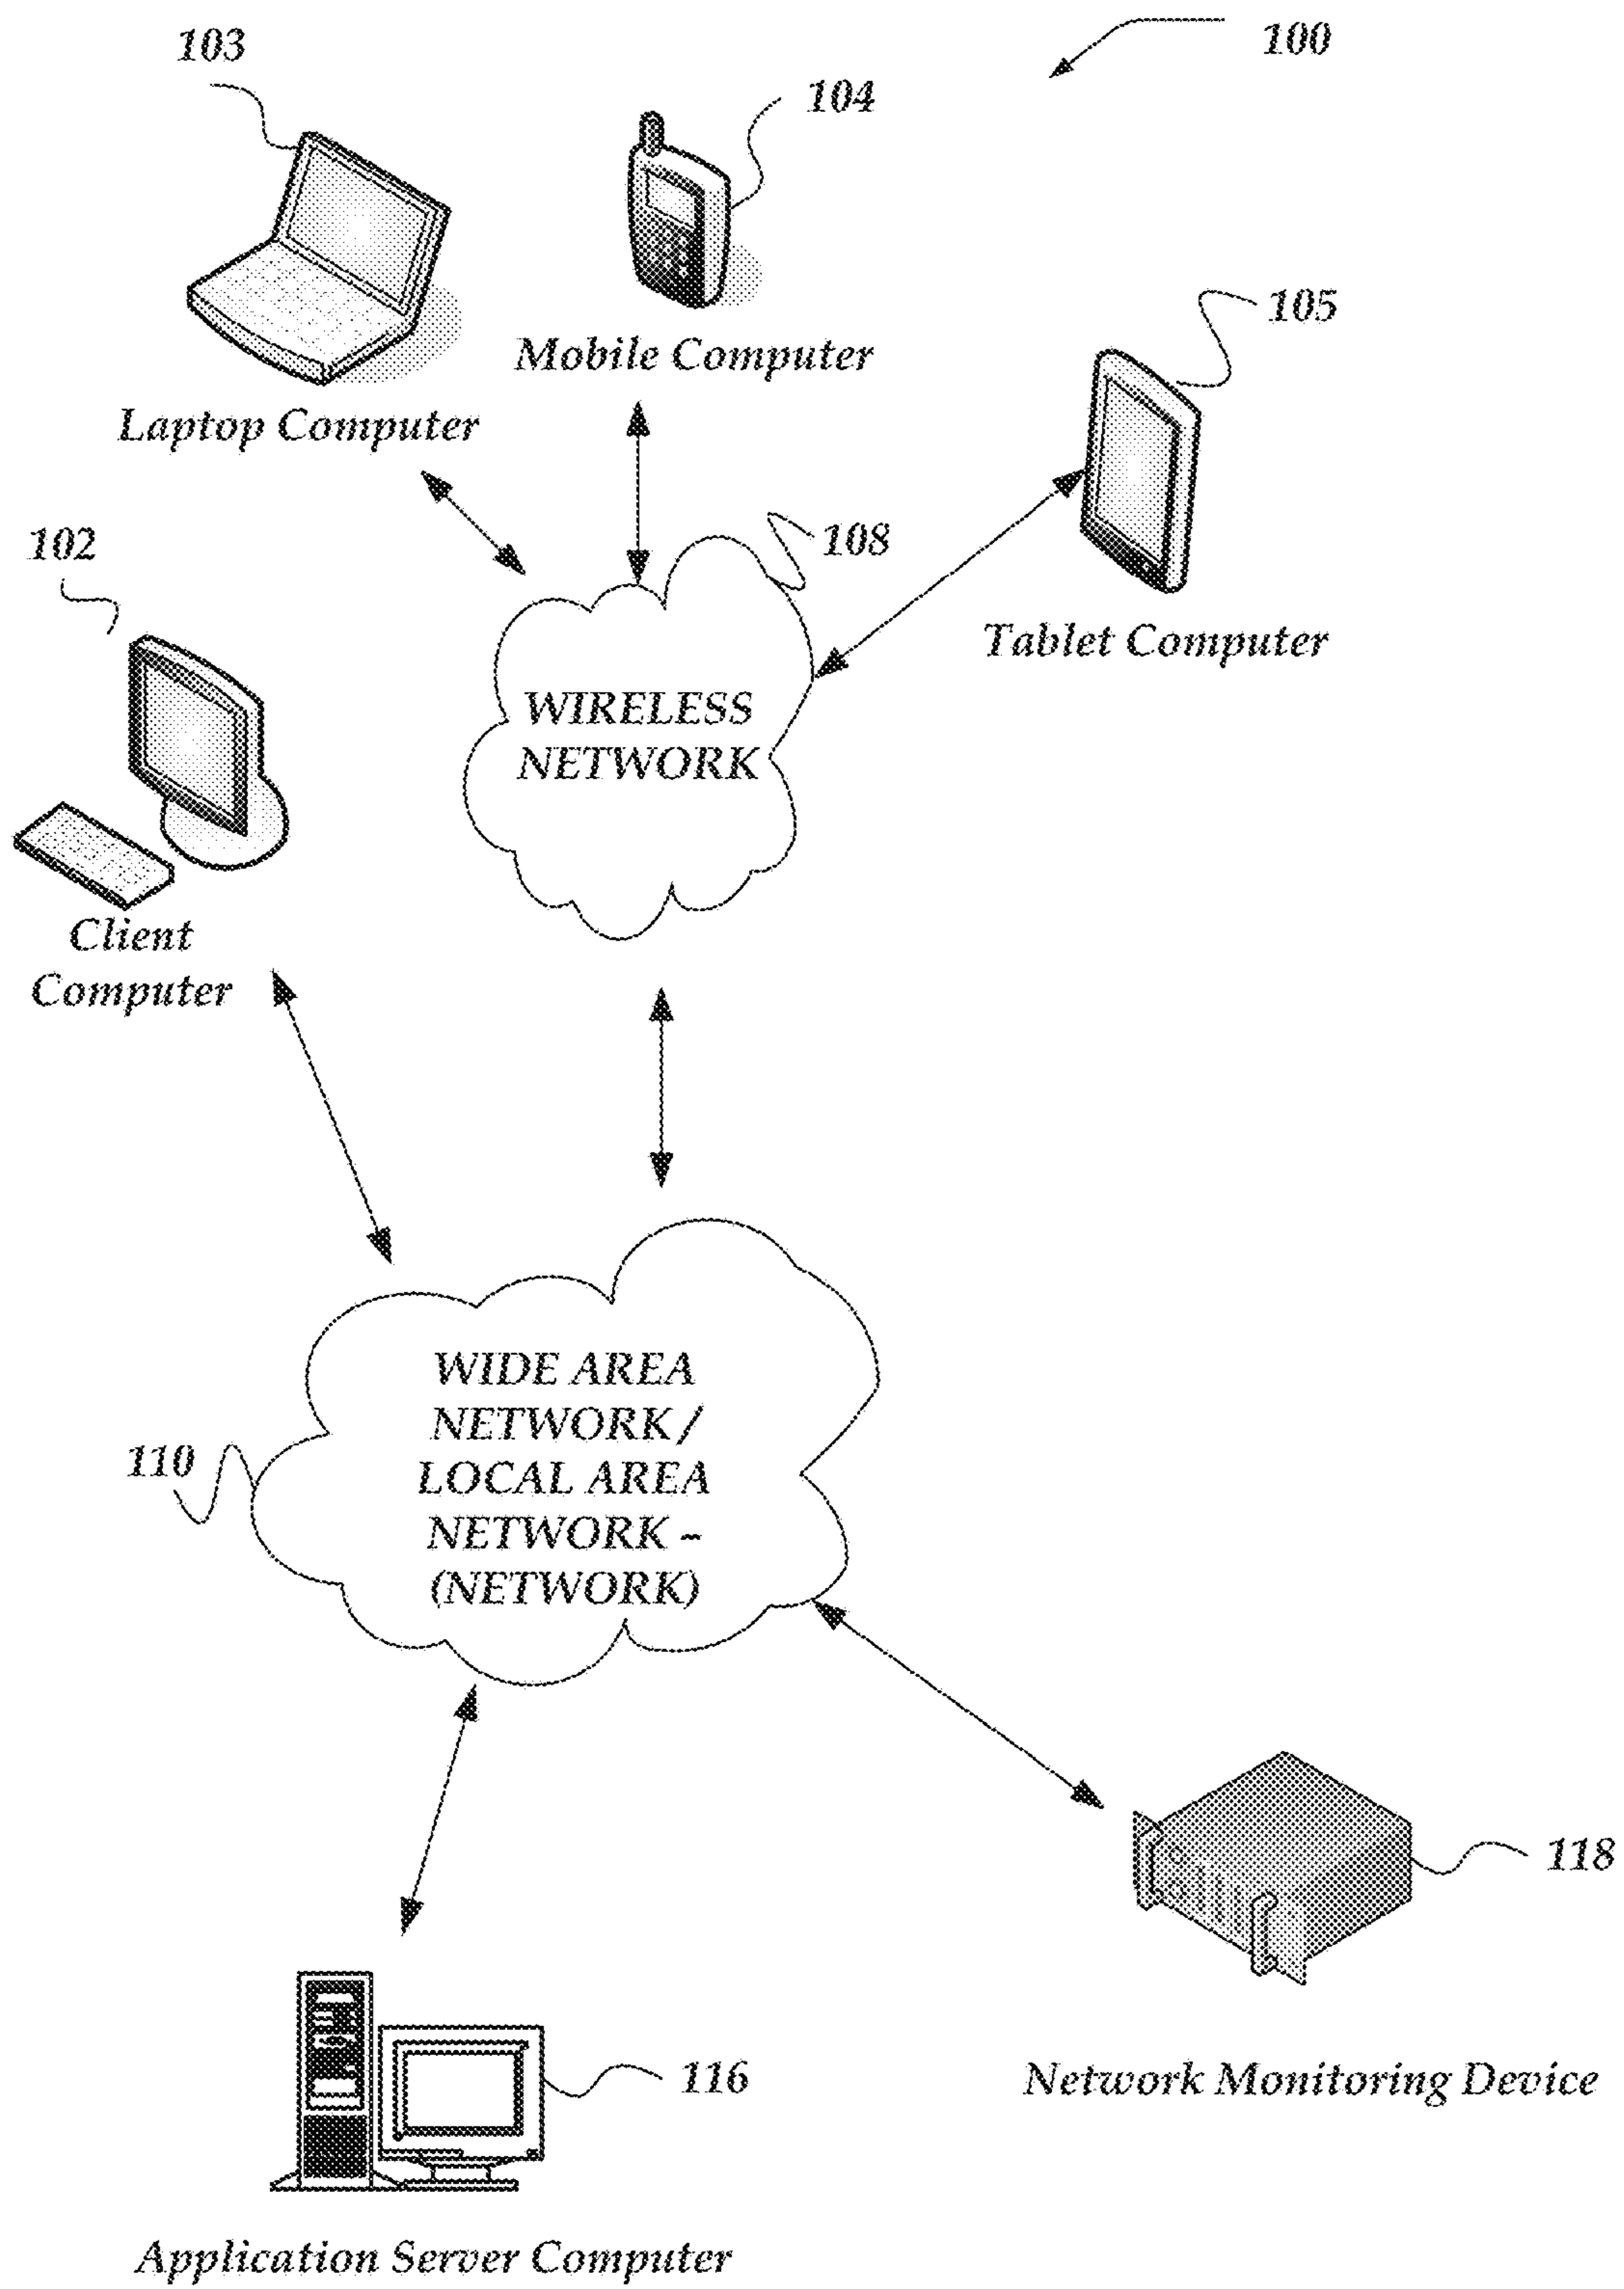 103
100
104
105
Mobile Computer
Laptop Computer
102
108
Tablet Computer
WIRELESS
NETWORK
Client
Computer
WIDE AREA
NETWORK /
110
LOCAL AREA
NETWORK –
(NETWORK)
118
116
Network Monitoring Device
Application Server Computer